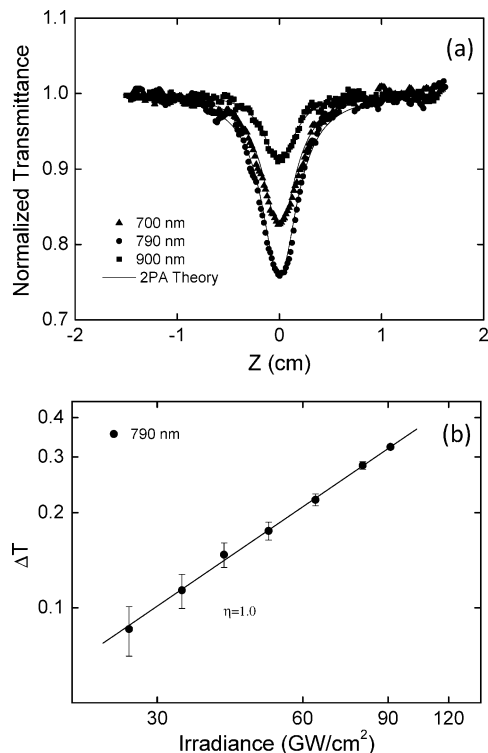 (a)
1.1
1.0
0.9
0.8
0.7
Normalized Transmittance
700 nm
790 nm
900 nm
2PA Theory
-2
-1
0
1
2
Z (cm)
(b)
790 nm
0.4
0.3
0.2
0.1
ΔT
η=1.0
30
60
90
120
Irradiance (GW/cm²)